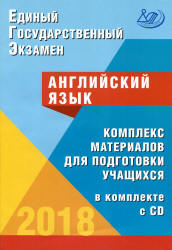 ЕДИНЫЙ
ГОСУДАРСТВЕННЫЙ
ЭКЗАМЕН
АНГЛИЙСКИЙ
ЯЗЫК
КОМПЛЕКС
МАТЕРИАЛОВ
ДЛЯ ПОДГОТОВКИ
УЧАЩИХСЯ
В КОМПЛЕКТЕ
С CD
2018